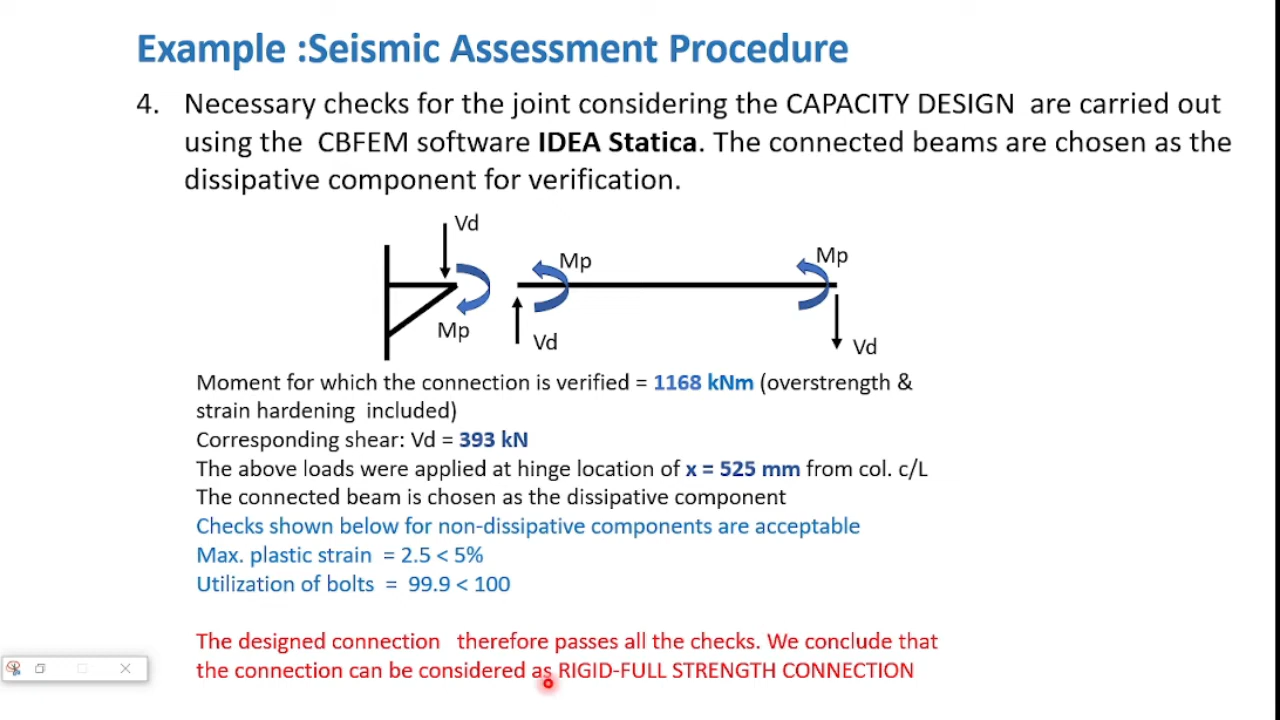 Example :Seismic Assessment Procedure
4. Necessary checks for the joint considering the CAPACITY DESIGN are carried out
using the CBFEM software IDEA Statica. The connected beams are chosen as the
dissipative component for verification.
Vd
Mp
Mp
Mp
Vd
Vd
Moment for which the connection is verified = 1168 kNm (overstrength &
strain hardening included)
Corresponding shear: Vd = 393 kN
The above loads were applied at hinge location of x = 525 mm from col. c/L
The connected beam is chosen as the dissipative component
Checks shown below for non-dissipative components are acceptable
Max. plastic strain = 2.5 < 5%
Utilization of bolts = 99.9 < 100
The designed connection therefore passes all the checks. We conclude that
the connection can be considered as RIGID-FULL STRENGTH CONNECTION